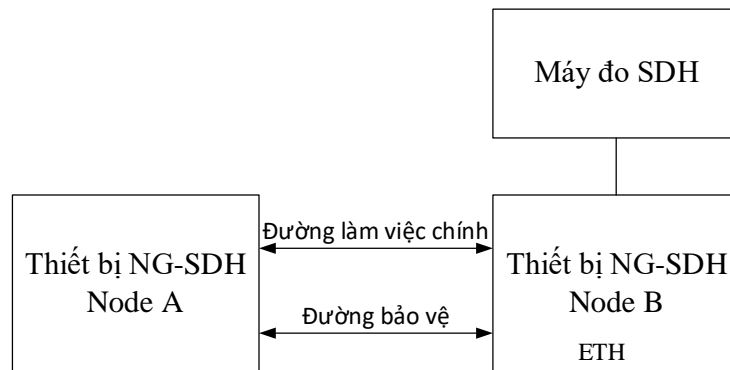 Máy đo SDH
Đường làm việc chính
Thiết bị NG-SDH
Node A
Thiết bị NG-SDH
Node B
Đường bảo vệ
ETH